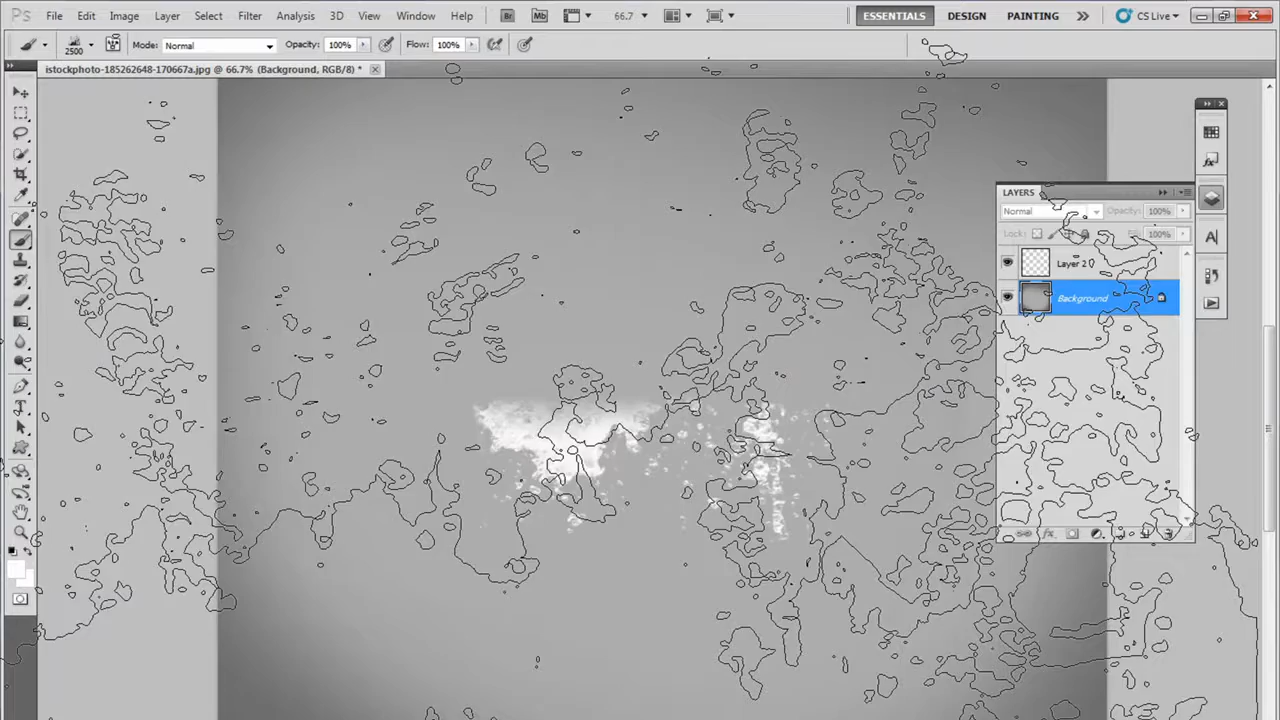 Ps File Edit Image Layer Select Filter Analysis 3D View Window Help Br Mb 66.7 ESSENTIALS DESIGN PAINTING CS Live
2500 Mode: Normal Opacity: 100% Flow: 100%
istockphoto-185262648-170667a.jpg @ 66.7% (Background, RGB/8) *
LAYERS
Normal Opacity: 100%
Lock: 100%
Layer 2
Background